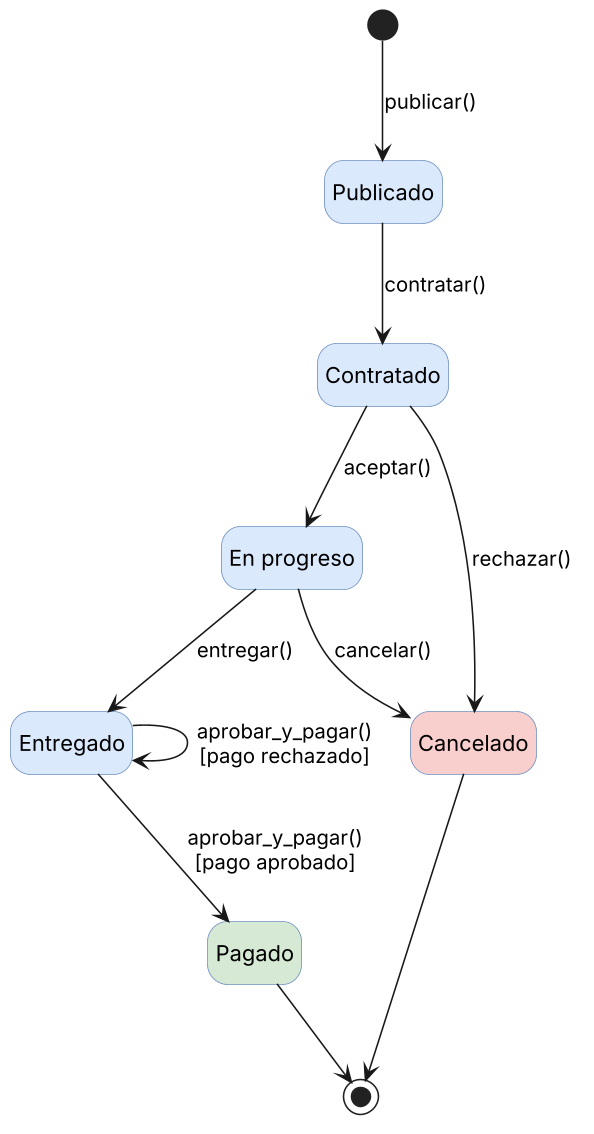 publicar()
Publicado
contratar()
Contratado
aceptar()
rechazar()
En progreso
entregar()
cancelar()
Entregado
aprobar_y_pagar()
[pago rechazado]
Cancelado
aprobar_y_pagar()
[pago aprobado]
Pagado